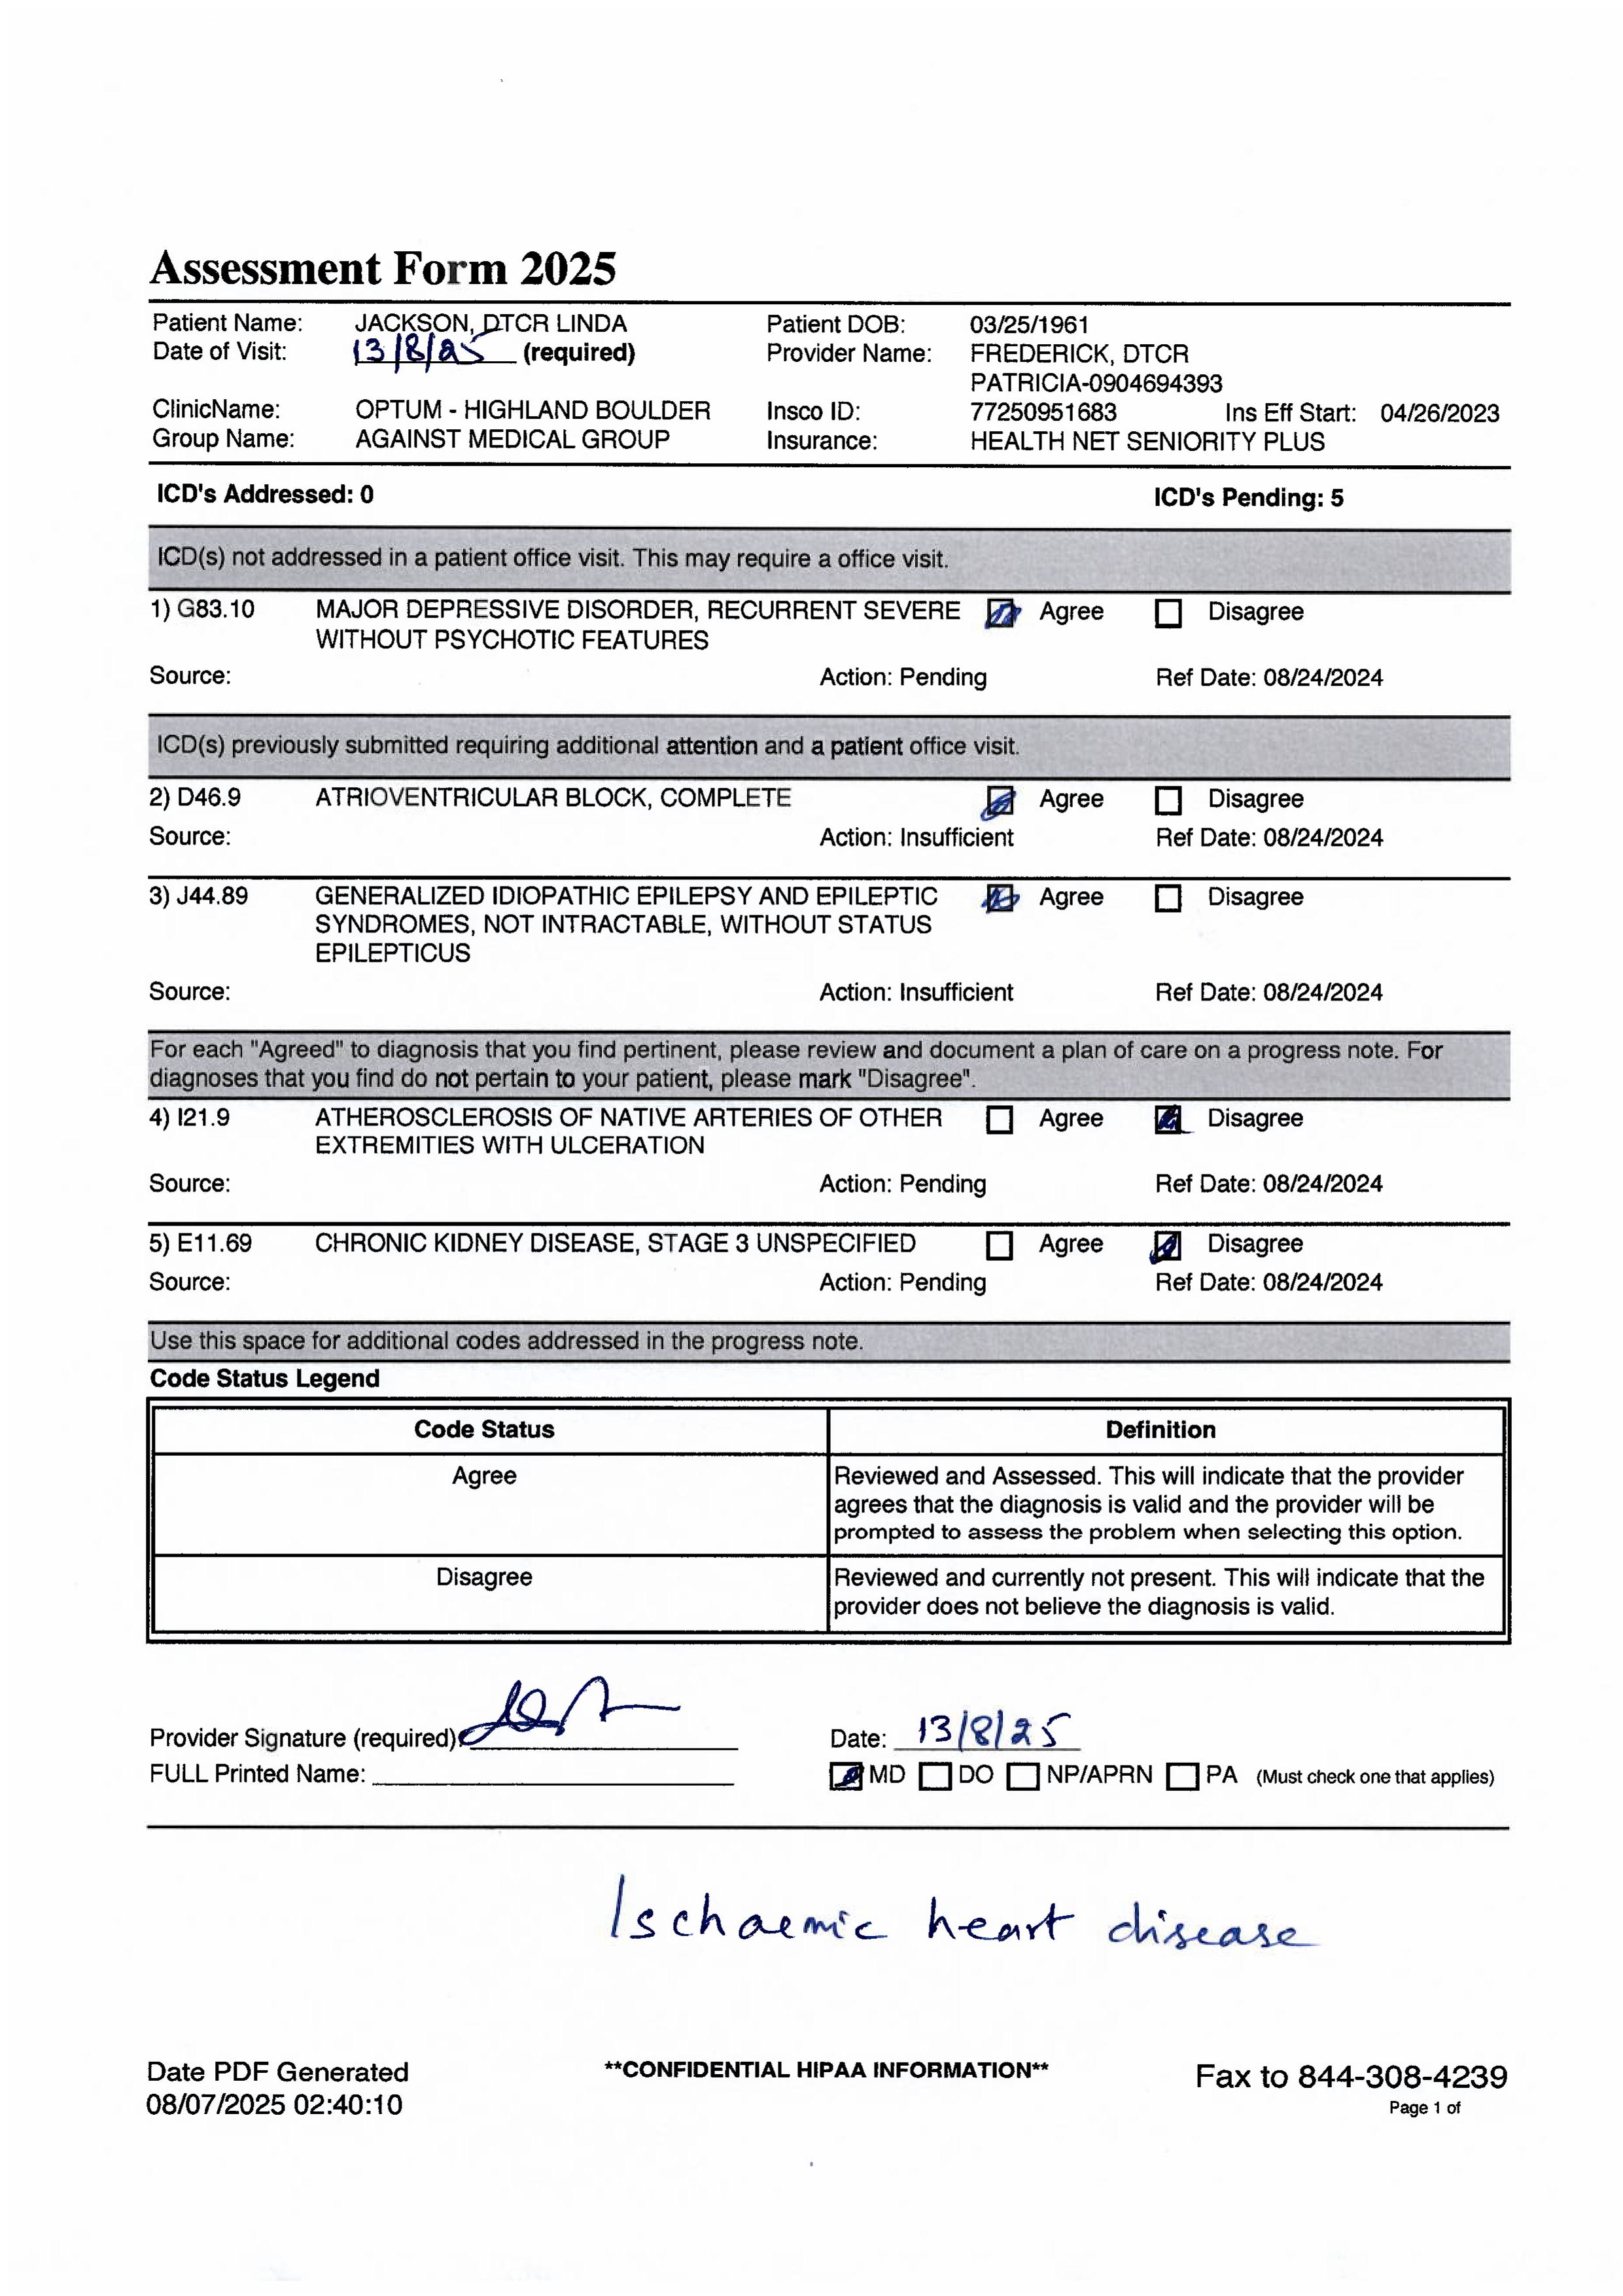 Assessment Form 2025
Patient Name: JACKSON, DTCR LINDA Patient DOB: 03/25/1961
Date of Visit: 13/8/25 (required) Provider Name: FREDERICK, DTCR
PATRICIA-0904694393
ClinicName: OPTUM - HIGHLAND BOULDER Insco ID: 77250951683 Ins Eff Start: 04/26/2023
Group Name: AGAINST MEDICAL GROUP Insurance: HEALTH NET SENIORITY PLUS
ICD's Addressed: 0 ICD's Pending: 5
ICD(s) not addressed in a patient office visit. This may require a office visit.
1) G83.10 MAJOR DEPRESSIVE DISORDER, RECURRENT SEVERE Agree Disagree
WITHOUT PSYCHOTIC FEATURES
Source: Action: Pending Ref Date: 08/24/2024
ICD(s) previously submitted requiring additional attention and a patient office visit.
2) D46.9 ATRIOVENTRICULAR BLOCK, COMPLETE Agree Disagree
Source: Action: Insufficient Ref Date: 08/24/2024
3) J44.89 GENERALIZED IDIOPATHIC EPILEPSY AND EPILEPTIC Agree Disagree
SYNDROMES, NOT INTRACTABLE, WITHOUT STATUS
EPILEPTICUS
Source: Action: Insufficient Ref Date: 08/24/2024
For each "Agreed" to diagnosis that you find pertinent, please review and document a plan of care on a progress note. For
diagnoses that you find do not pertain to your patient, please mark "Disagree".
4) I21.9 ATHEROSCLEROSIS OF NATIVE ARTERIES OF OTHER Agree Disagree
EXTREMITIES WITH ULCERATION
Source: Action: Pending Ref Date: 08/24/2024
5) E11.69 CHRONIC KIDNEY DISEASE, STAGE 3 UNSPECIFIED Agree Disagree
Source: Action: Pending Ref Date: 08/24/2024
Use this space for additional codes addressed in the progress note.
Code Status Legend
Code Status Definition
Agree Reviewed and Assessed. This will indicate that the provider
agrees that the diagnosis is valid and the provider will be
prompted to assess the problem when selecting this option.
Disagree Reviewed and currently not present. This will indicate that the
provider does not believe the diagnosis is valid.
Provider Signature (required): Date: 13/8/25
FULL Printed Name: MD DO NP/APRN PA (Must check one that applies)
Ischaemic heart disease
Date PDF Generated **CONFIDENTIAL HIPAA INFORMATION** Fax to 844-308-4239
08/07/2025 02:40:10 Page 1 of